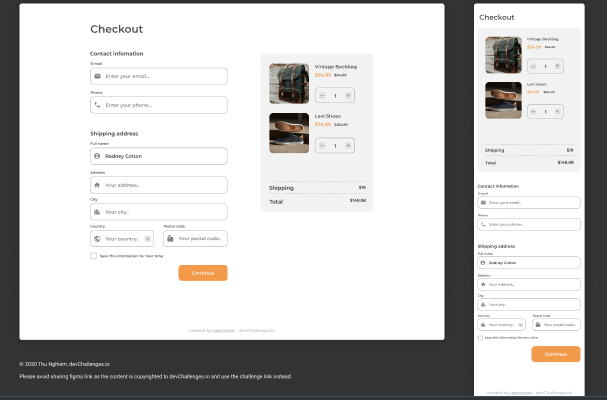 Checkout
Contact infomation
E-mail
Enter your email...
Phone
Enter your phone...
Shipping address
Full name
Rodney Cotton
Address
Your address...
City
Your city...
Country
Postal code
Your country...
Your postal code...
Save this information for next time
Continue
Vintage Backbag
$54.99 $94.99
1
Levi Shoes
$74.99 $124.99
1
Shipping
$19
Total
$148.98
created by username - devChallenges.io
Checkout
Vintage Backbag
$54.99 $94.99
1
Levi Shoes
$74.99 $124.99
1
Shipping
$19
Total
$148.98
Contact information
E-mail
Enter your email...
Phone
Enter your phone...
Shipping address
Full name
Rodney Cotton
Address
Your address...
City
Your city...
Country
Postal code
Your country...
Your postal code...
Save this information for next time
Continue
created by username - devChallenges.io
© 2020 Thu Nghiem, devChallenges.io
Please avoid sharing figma link as the content is copyrighted to devChallenges.io and use the challenge link instead.